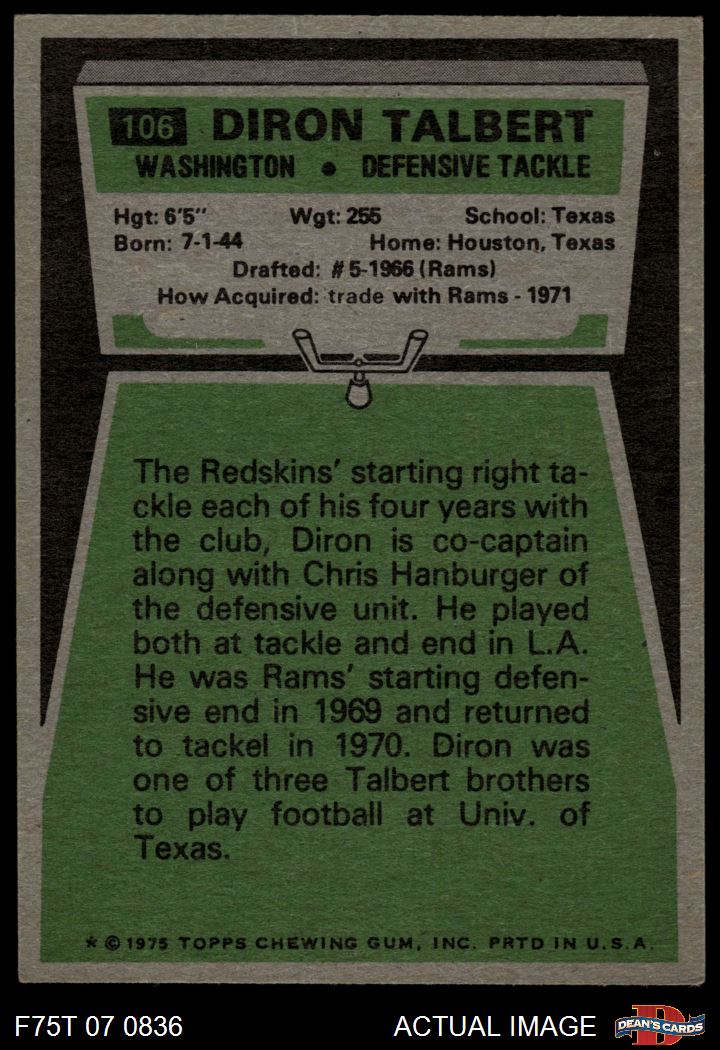 106 DIRON TALBERT
WASHINGTON • DEFENSIVE TACKLE
Hgt: 6'5" Wgt: 255 School: Texas
Born: 7-1-44 Home: Houston, Texas
Drafted: #5-1966 (Rams)
How Acquired: trade with Rams - 1971
The Redskins' starting right ta-
ckle each of his four years with
the club, Diron is co-captain
along with Chris Hanburger of
the defensive unit. He played
both at tackle and end in L.A.
He was Rams' starting defen-
sive end in 1969 and returned
to tackel in 1970. Diron was
one of three Talbert brothers
to play football at Univ. of
Texas.
* © 1975 TOPPS CHEWING GUM, INC. PRTD IN U.S.A.
F75T 07 0836 ACTUAL IMAGE D DEAN'S CARDS